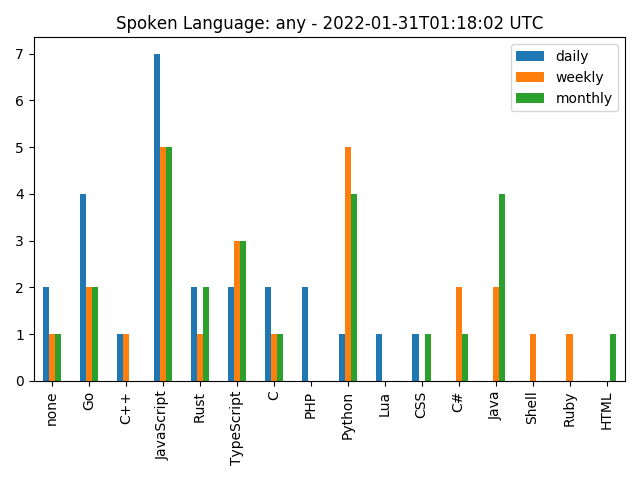 Spoken Language: any - 2022-01-31T01:18:02 UTC
daily
weekly
monthly
7
6
5
4
3
2
1
0
none
Go
C++
JavaScript
Rust
TypeScript
C
PHP
Python
Lua
CSS
C#
Java
Shell
Ruby
HTML